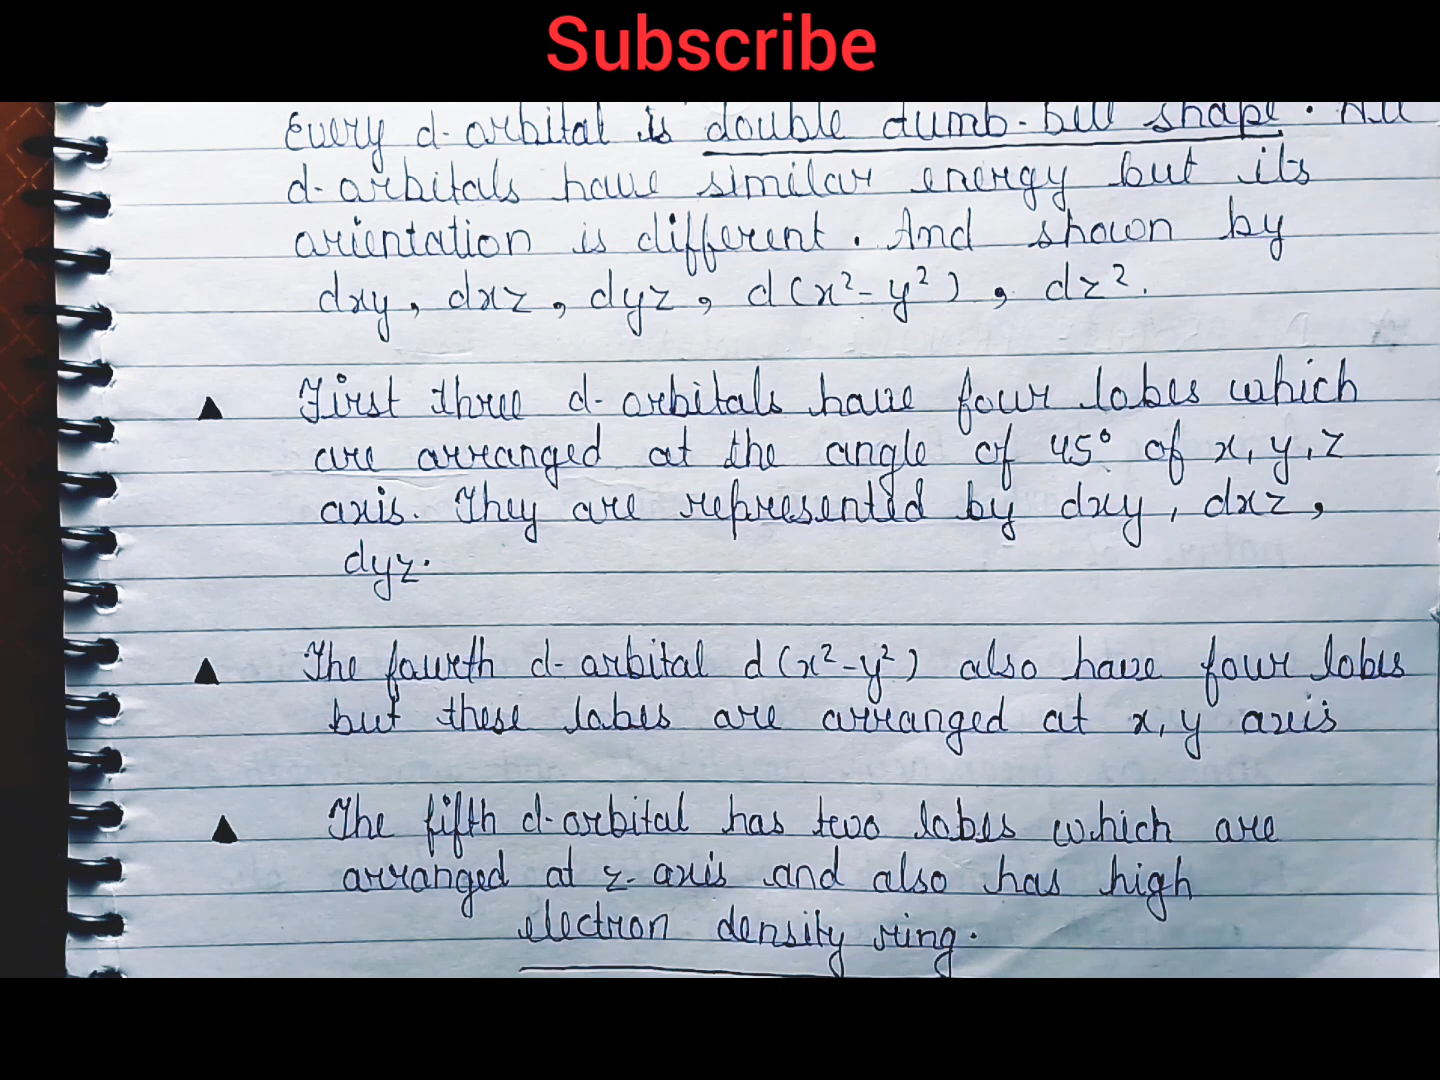 Subscribe
Every d-orbital is double dumb-bell shape. All
d-orbitals have similar energy but its
orientation is different. And shown by
dxy, dxz, dyz, d(x²-y²), dz².
▲ First three d-orbitals have four lobes which
are arranged at the angle of 45° of x, y, z
axis. They are represented by dxy, dxz,
dyz.
▲ The fourth d-orbital d(x²-y²) also have four lobes
but these lobes are arranged at x, y axis
▲ The fifth d-orbital has two lobes which are
arranged at z-axis and also has high
electron density ring.